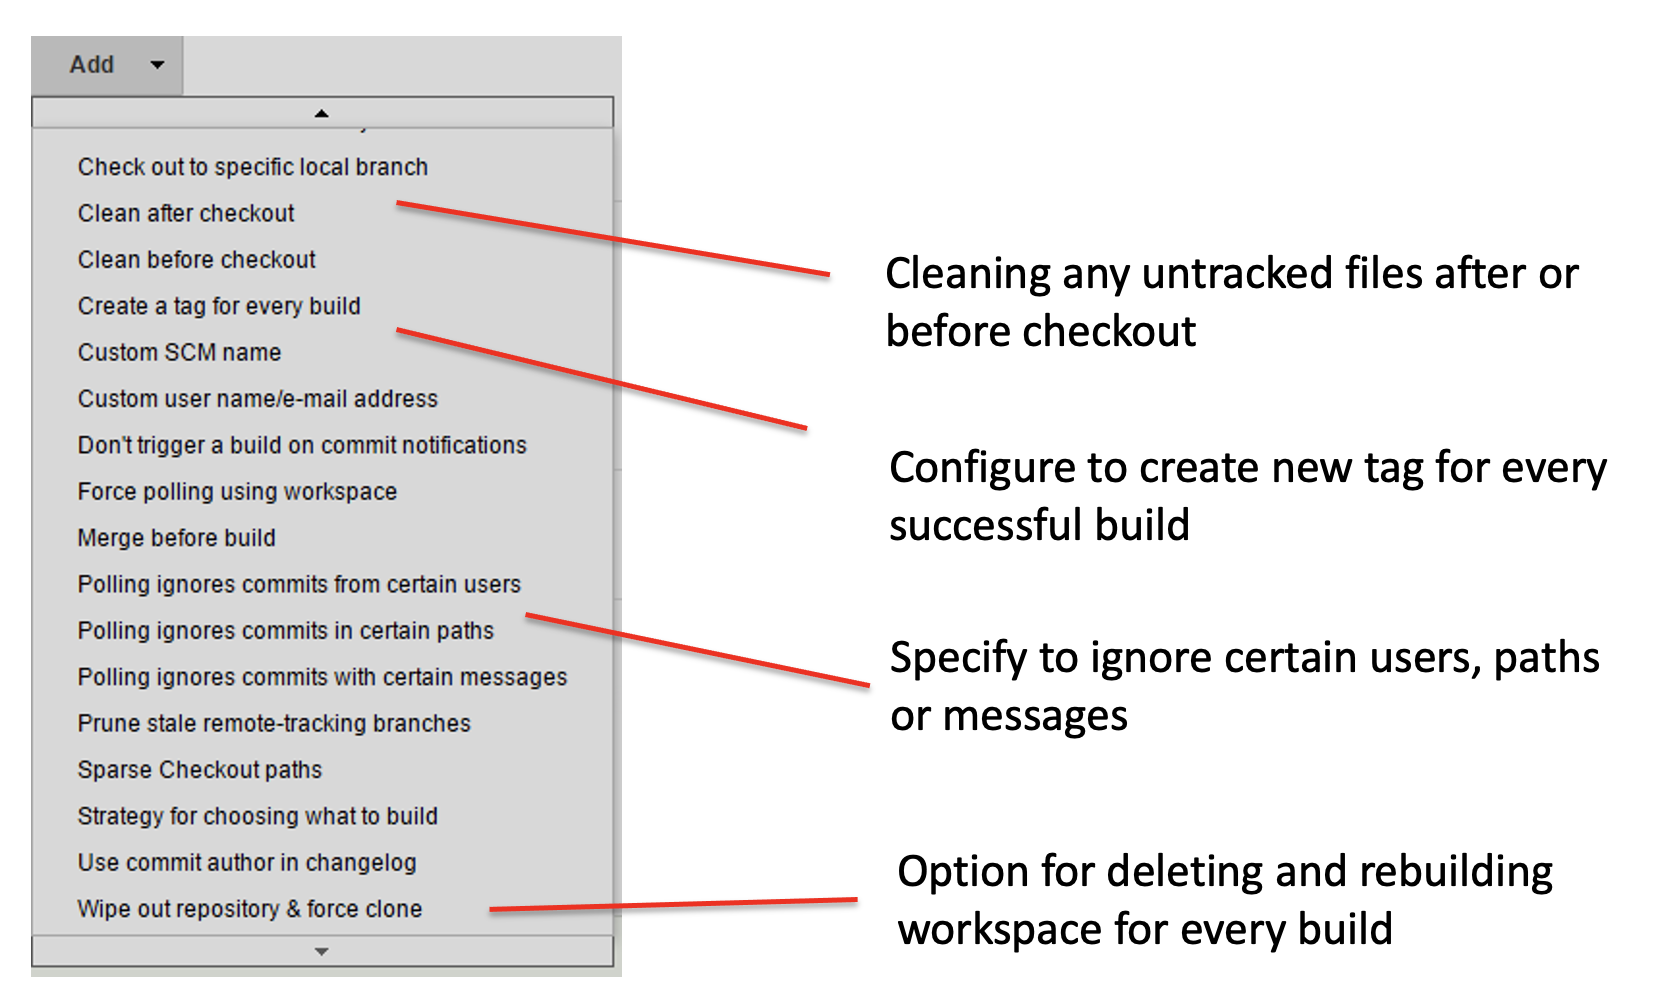 Add
Check out to specific local branch
Clean after checkout
Clean before checkout
Create a tag for every build
Custom SCM name
Custom user name/e-mail address
Don't trigger a build on commit notifications
Force polling using workspace
Merge before build
Polling ignores commits from certain users
Polling ignores commits in certain paths
Polling ignores commits with certain messages
Prune stale remote-tracking branches
Sparse Checkout paths
Strategy for choosing what to build
Use commit author in changelog
Wipe out repository & force clone
Cleaning any untracked files after or
before checkout
Configure to create new tag for every
successful build
Specify to ignore certain users, paths
or messages
Option for deleting and rebuilding
workspace for every build